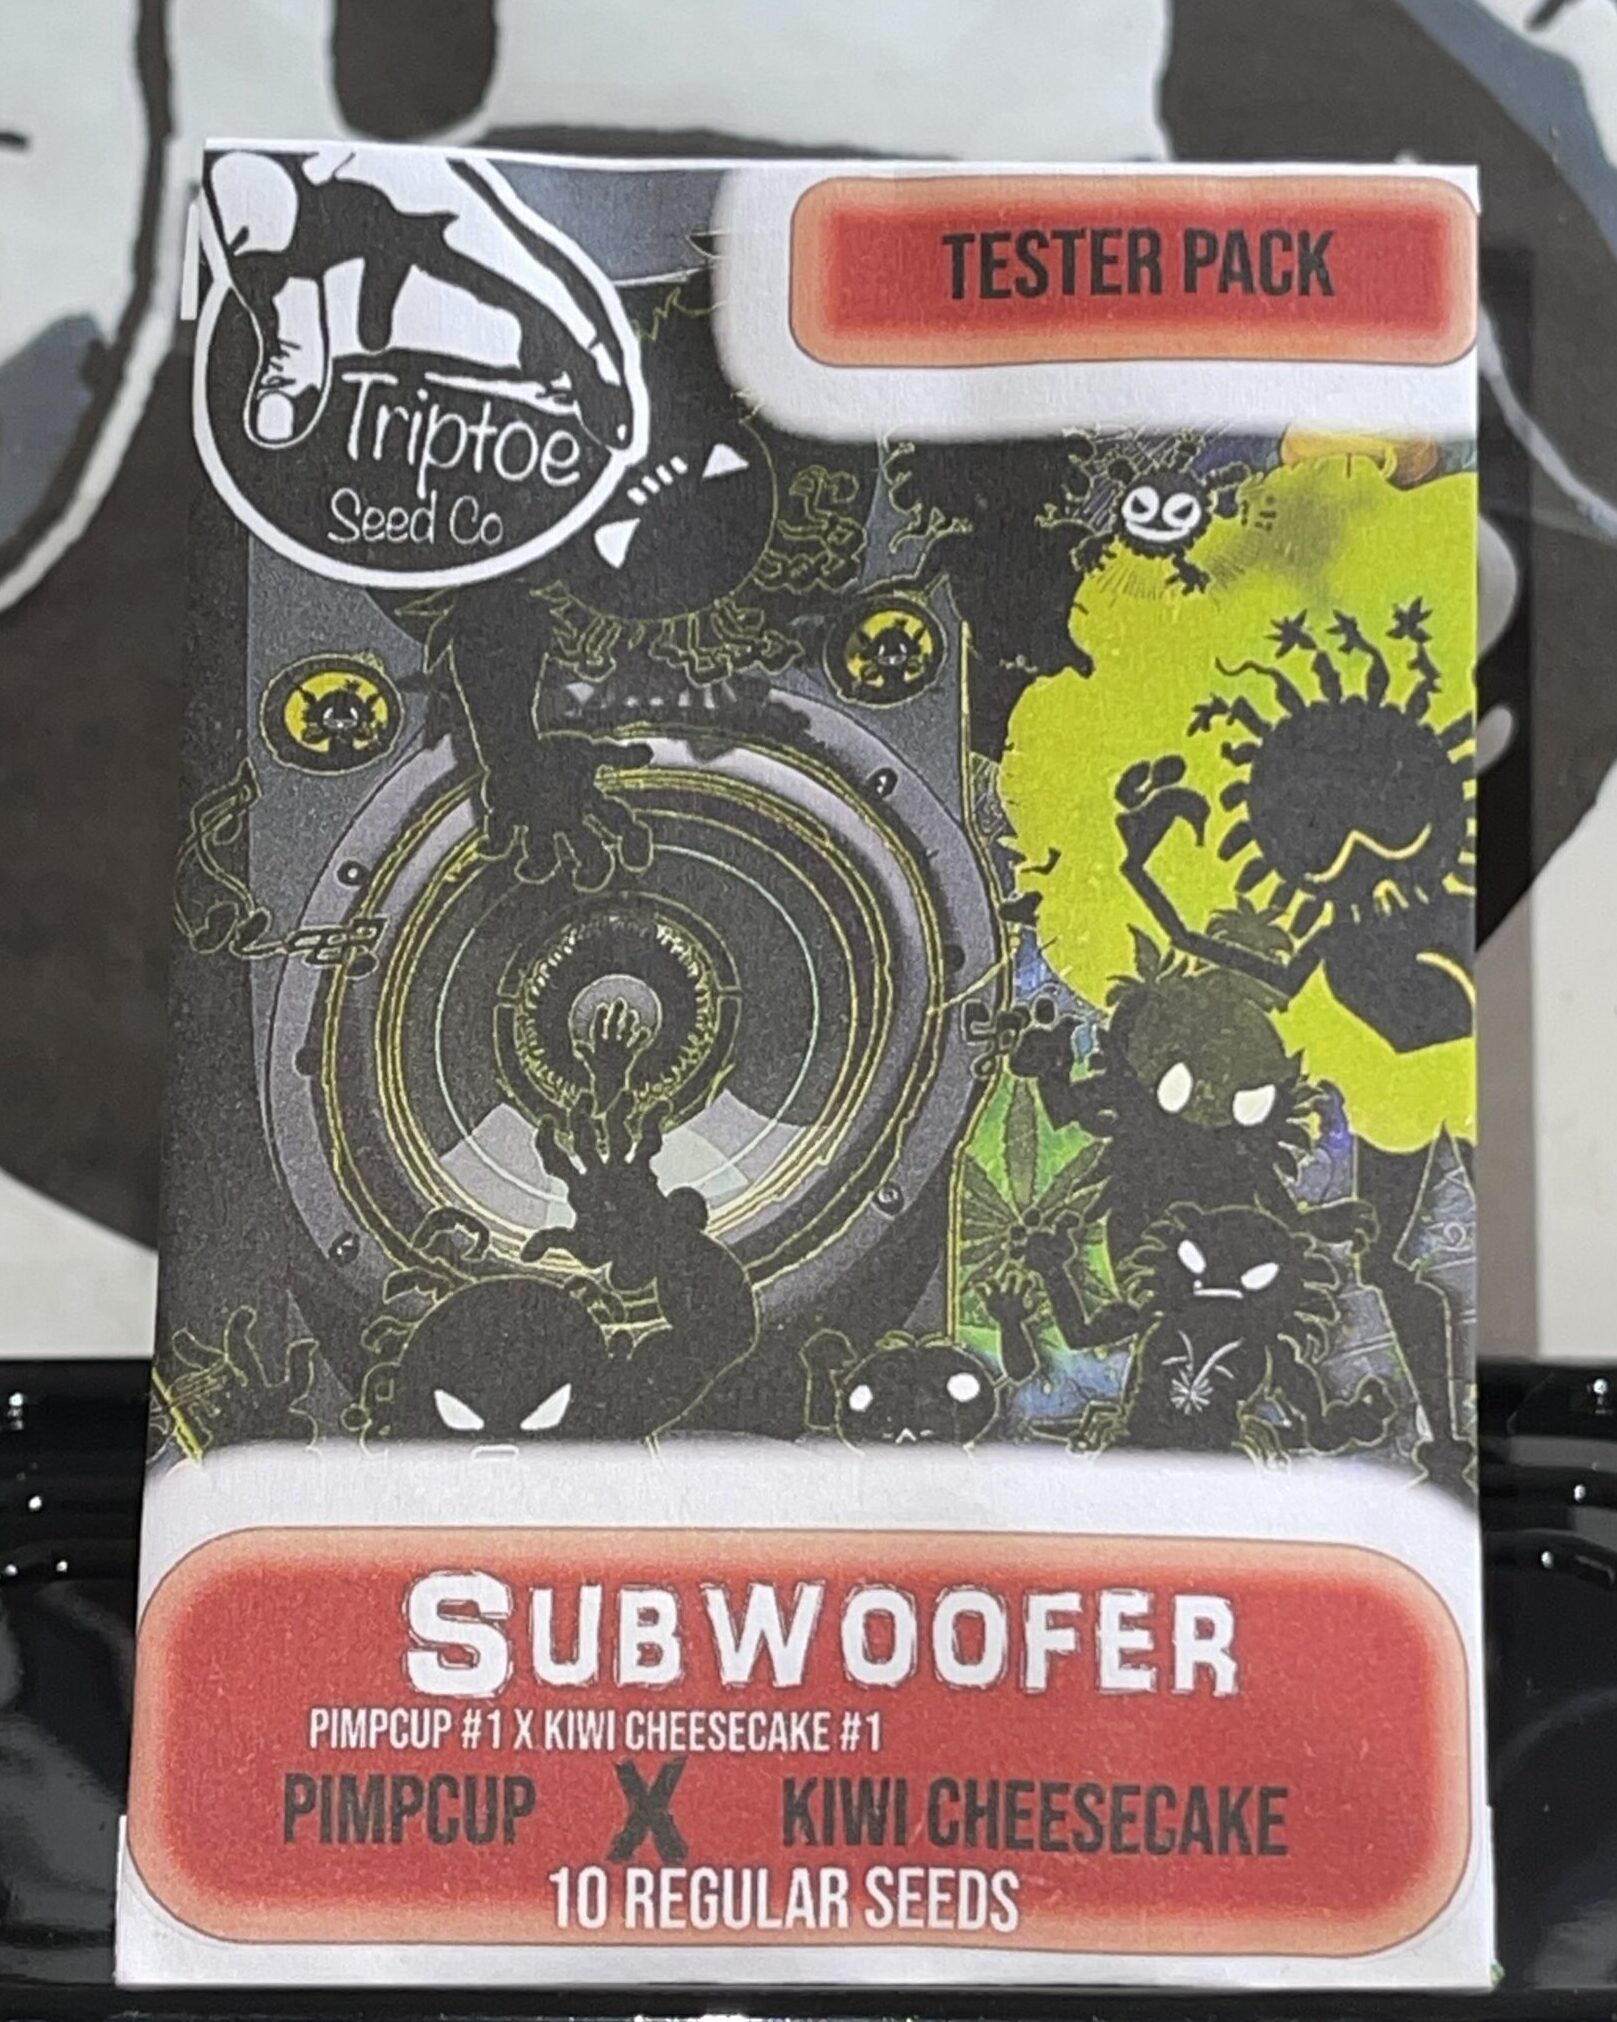 TESTER PACK
Triptoe
Seed Co
SUBWOOFER
PIMPCUP #1 X KIWI CHEESECAKE #1
PIMPCUP X KIWI CHEESECAKE
10 REGULAR SEEDS